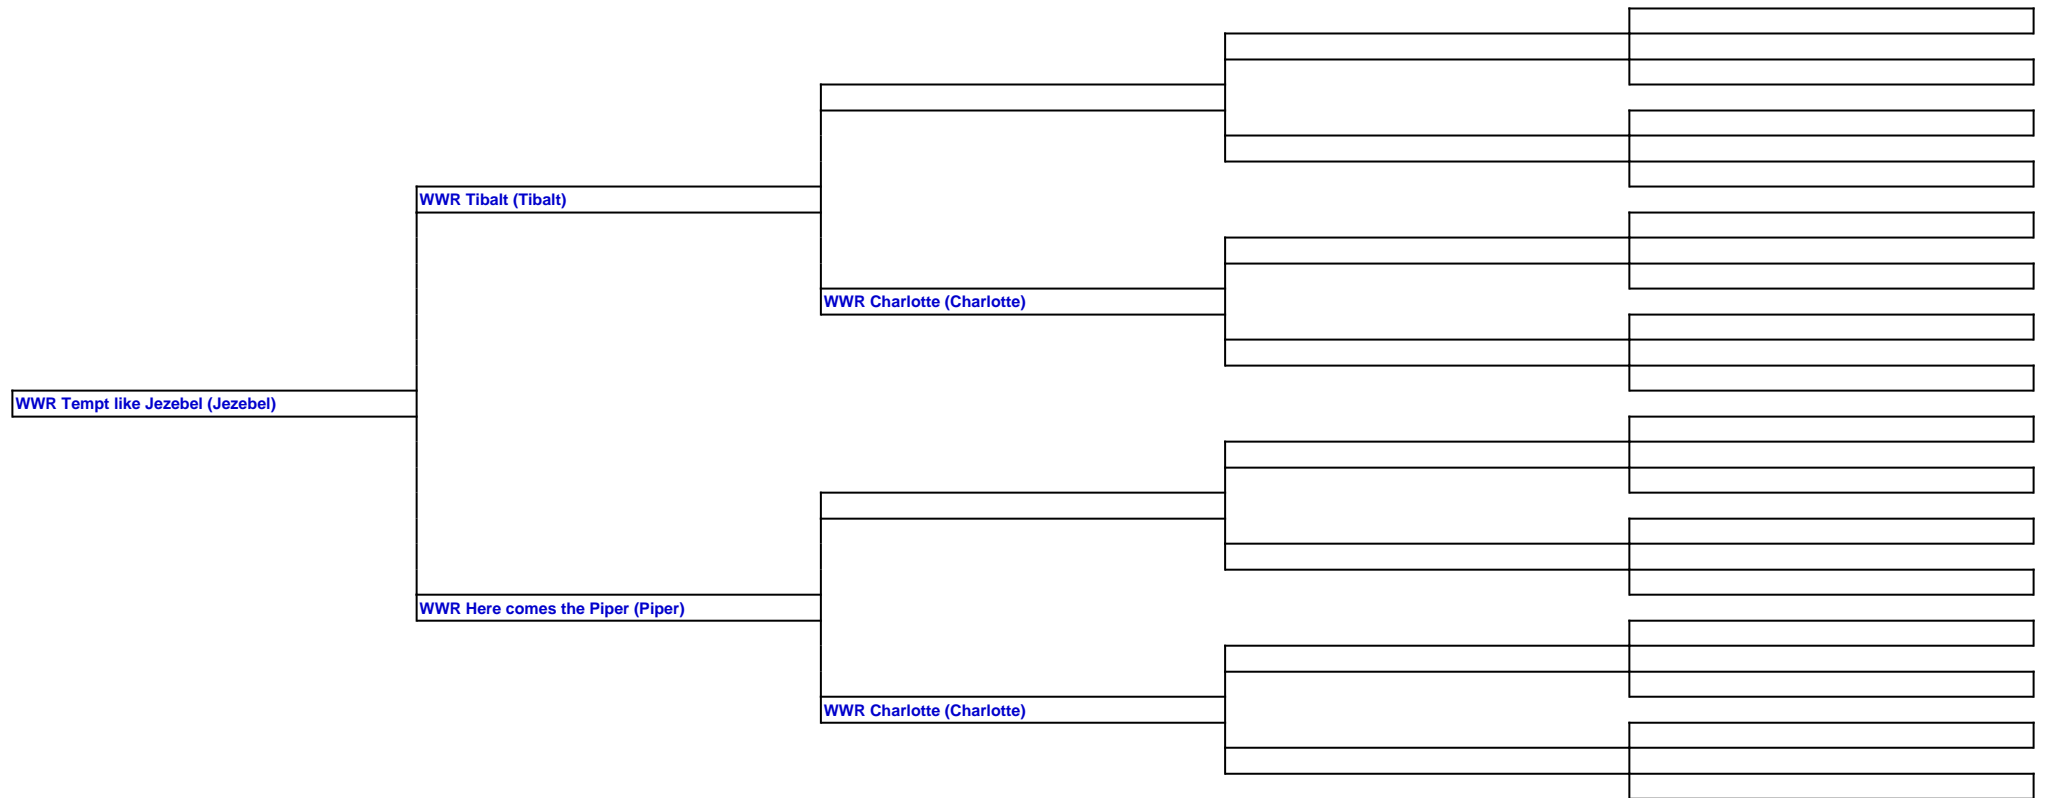 WWR Tibalt (Tibalt)
WWR Charlotte (Charlotte)
WWR Tempt like Jezebel (Jezebel)
WWR Here comes the Piper (Piper)
WWR Charlotte (Charlotte)